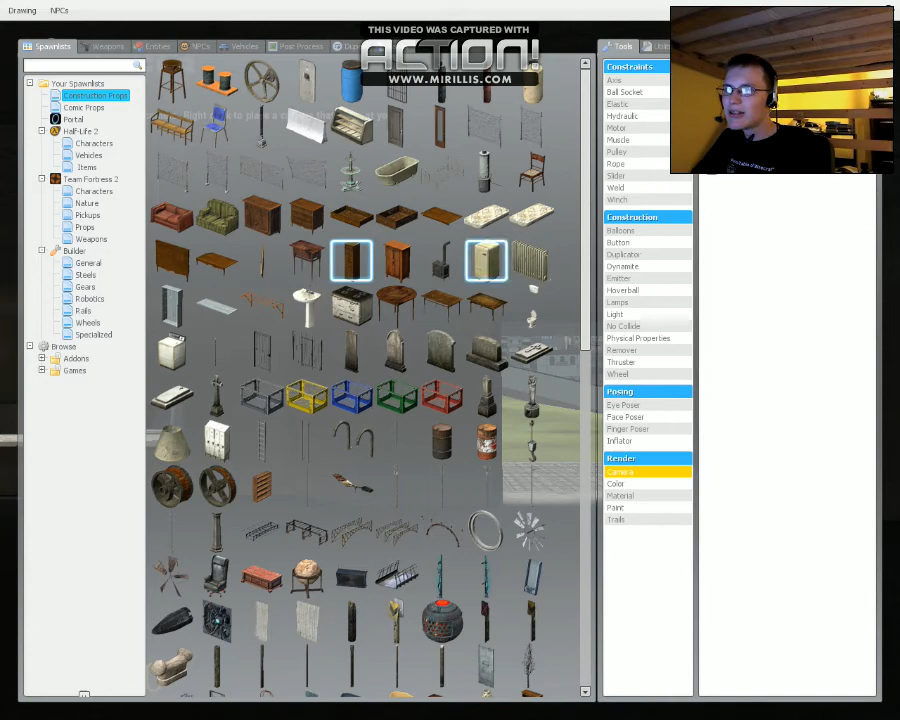 Drawing NPCs
THIS VIDEO WAS CAPTURED WITH
ACTION!
WWW.MIRILLIS.COM
Spawnlists Weapons Entities NPCs Vehicles Post Process Dup
Your Spawnlists
Construction Props
Comic Props
Portal
Half-Life 2
Characters
Vehicles
Items
Team Fortress 2
Characters
Nature
Pickups
Props
Weapons
Builder
General
Steels
Gears
Robotics
Rails
Wheels
Specialized
Browse
Addons
Games
Tools
Constraints
Axis
Ball Socket
Elastic
Hydraulic
Motor
Muscle
Pulley
Rope
Slider
Weld
Winch
Construction
Balloons
Button
Duplicator
Dynamite
Emitter
Hoverball
Lamps
Light
No Collide
Physical Properties
Remover
Thruster
Wheel
Posing
Eye Poser
Face Poser
Finger Poser
Inflator
Render
Camera
Color
Material
Paint
Trails